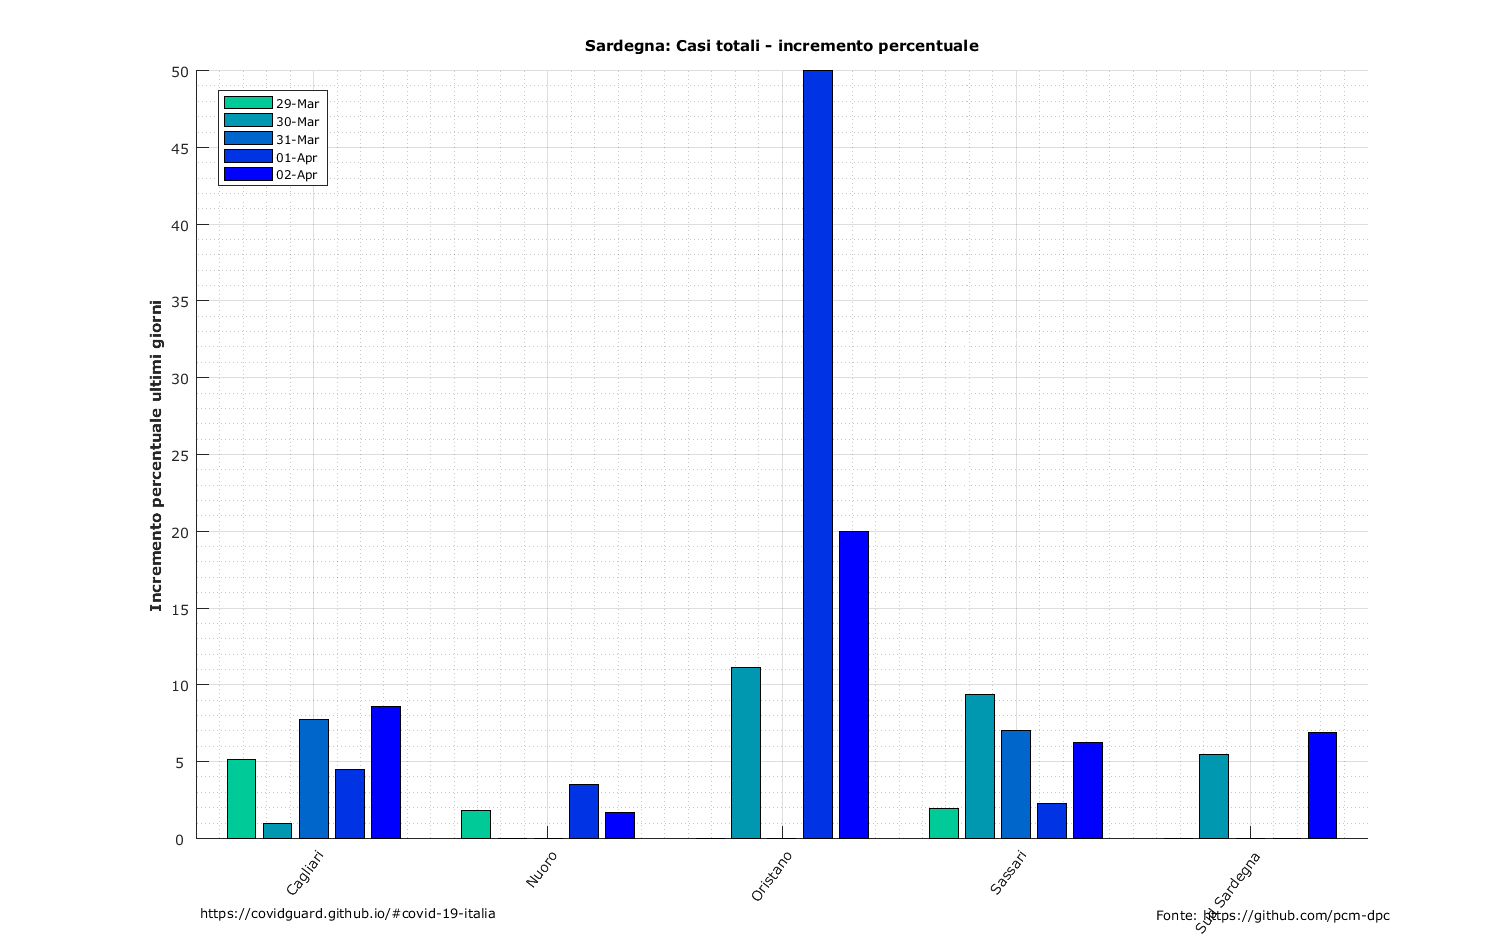 Sardegna: Casi totali - incremento percentuale
50
45
40
35
30
25
20
15
10
5
0
Incremento percentuale ultimi giorni
29-Mar
30-Mar
31-Mar
01-Apr
02-Apr
Cagliari
Nuoro
Oristano
Sassari
Sud Sardegna
https://covidguard.github.io/#covid-19-italia
Fonte: https://github.com/pcm-dpc